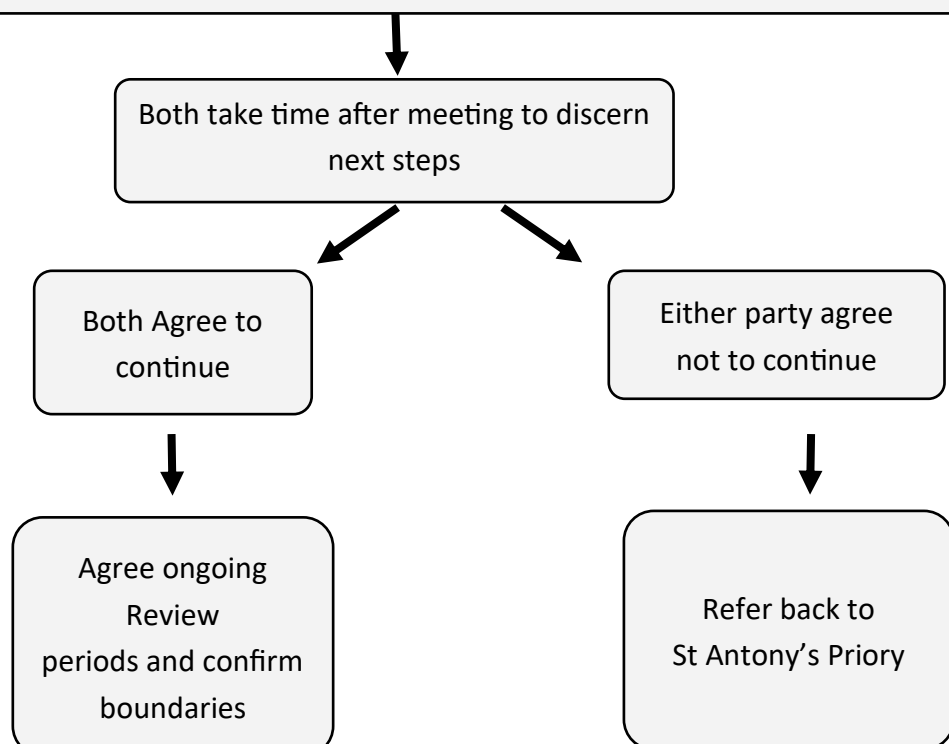 Both take time after meeting to discern
next steps
Both Agree to
continue
Either party agree
not to continue
Agree ongoing
Review
periods and confirm
boundaries
Refer back to
St Antony’s Priory